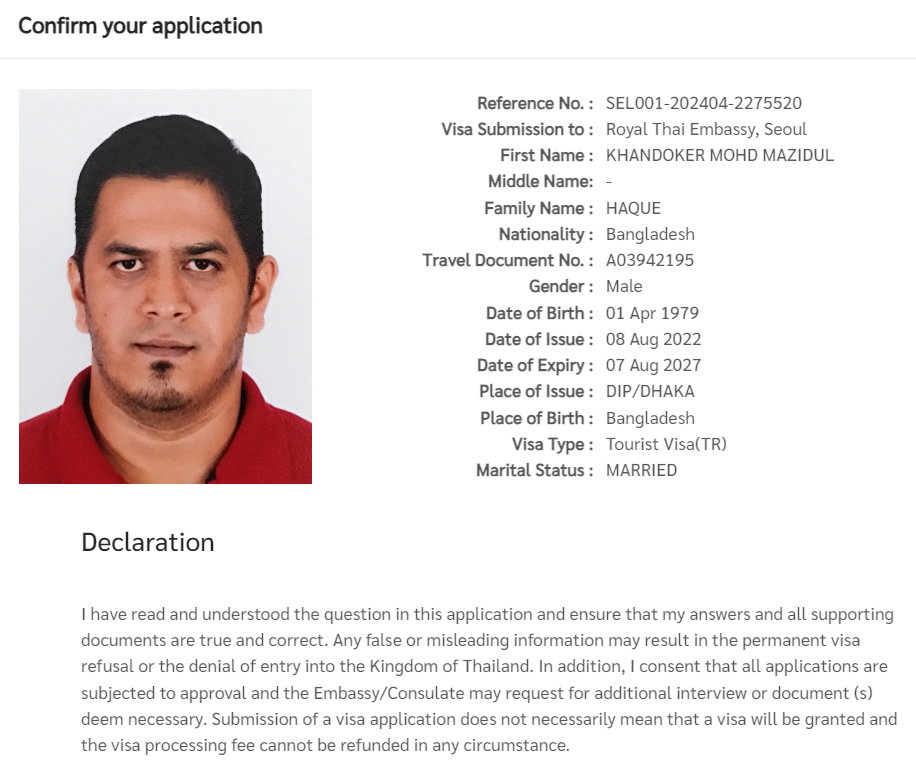 Confirm your application
Reference No. : SEL001-202404-2275520
Visa Submission to : Royal Thai Embassy, Seoul
First Name : KHANDOKER MOHD MAZIDUL
Middle Name: -
Family Name : HAQUE
Nationality : Bangladesh
Travel Document No. : A03942195
Gender : Male
Date of Birth : 01 Apr 1979
Date of Issue : 08 Aug 2022
Date of Expiry : 07 Aug 2027
Place of Issue : DIP/DHAKA
Place of Birth : Bangladesh
Visa Type : Tourist Visa(TR)
Marital Status : MARRIED
Declaration
I have read and understood the question in this application and ensure that my answers and all supporting
documents are true and correct. Any false or misleading information may result in the permanent visa
refusal or the denial of entry into the Kingdom of Thailand. In addition, I consent that all applications are
subjected to approval and the Embassy/Consulate may request for additional interview or document (s)
deem necessary. Submission of a visa application does not necessarily mean that a visa will be granted and
the visa processing fee cannot be refunded in any circumstance.